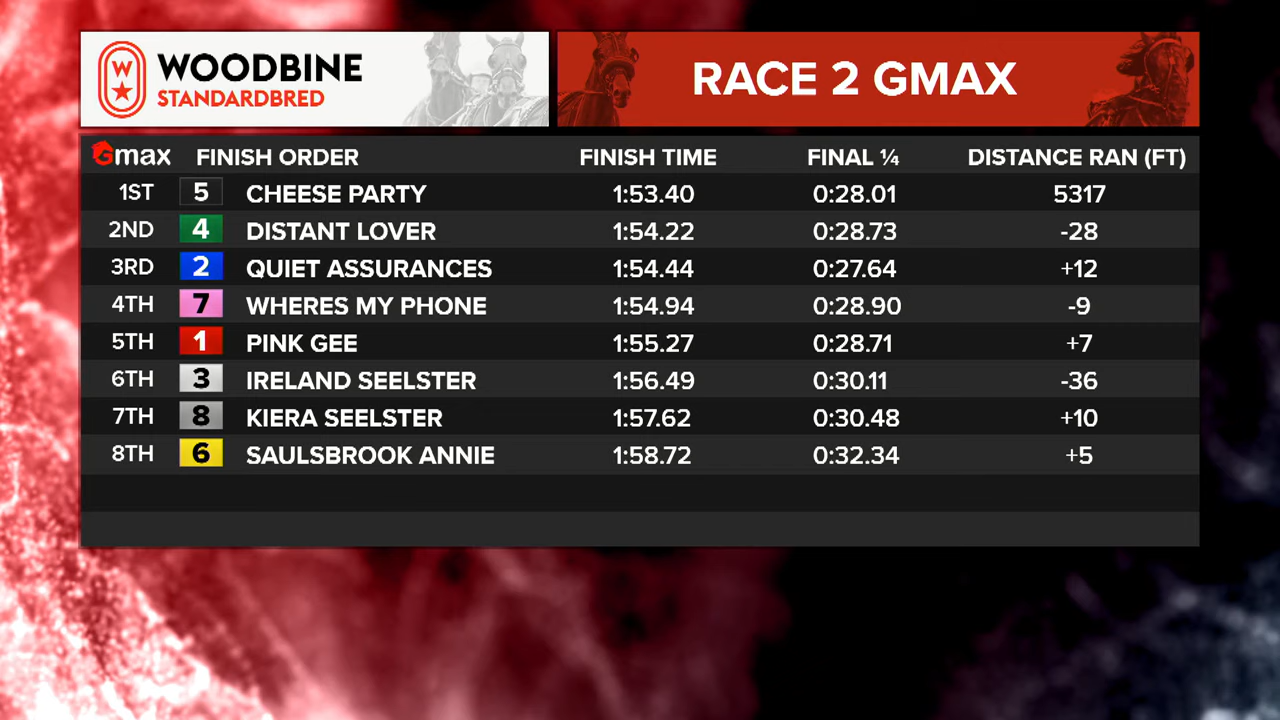 W
WOODBINE
STANDARDBRED
RACE 2 GMAX
Gmax FINISH ORDER FINISH TIME FINAL ¼ DISTANCE RAN (FT)
1ST 5 CHEESE PARTY 1:53.40 0:28.01 5317
2ND 4 DISTANT LOVER 1:54.22 0:28.73 -28
3RD 2 QUIET ASSURANCES 1:54.44 0:27.64 +12
4TH 7 WHERES MY PHONE 1:54.94 0:28.90 -9
5TH 1 PINK GEE 1:55.27 0:28.71 +7
6TH 3 IRELAND SEELSTER 1:56.49 0:30.11 -36
7TH 8 KIERA SEELSTER 1:57.62 0:30.48 +10
8TH 6 SAULSBROOK ANNIE 1:58.72 0:32.34 +5